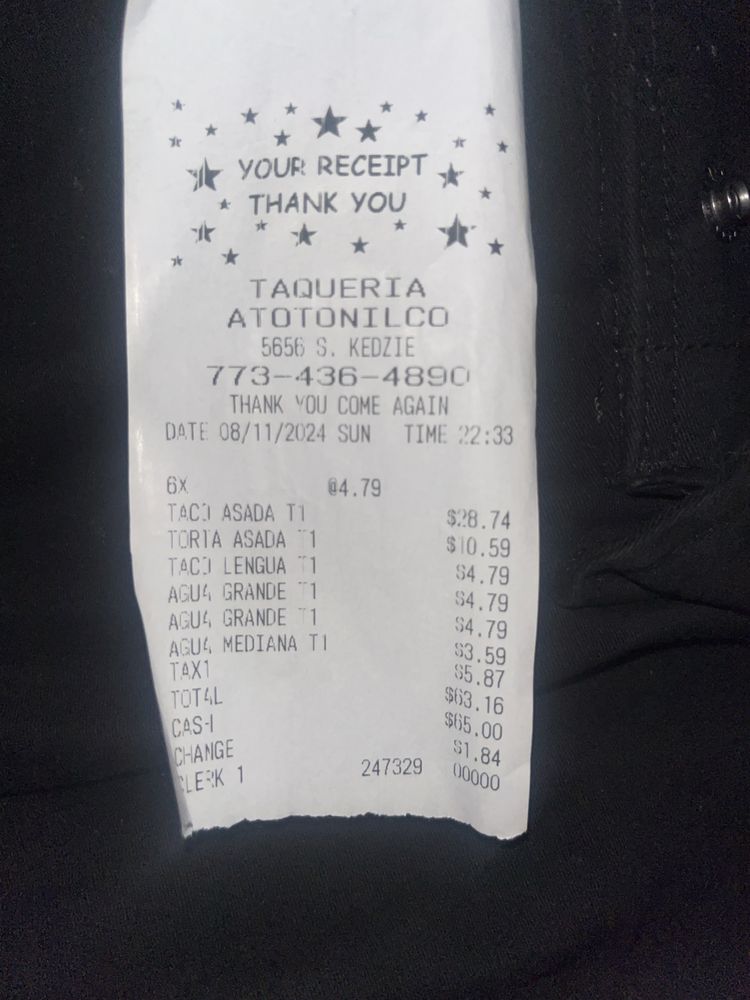 YOUR RECEIPT
THANK YOU
TAQUERIA
ATOTONILCO
5656 S. KEDZIE
773-436-4890
THANK YOU COME AGAIN
DATE 08/11/2024 SUN TIME 22:33
6X @4.79
TACO ASADA T1 $28.74
TORTA ASADA T1 $10.59
TACO LENGUA T1 $4.79
AGUA GRANDE T1 $4.79
AGUA GRANDE T1 $4.79
AGUA MEDIANA T1 $3.59
TAX1 $5.87
TOTAL $63.16
CASH $65.00
CHANGE $1.84
CLERK 1 247329 00000